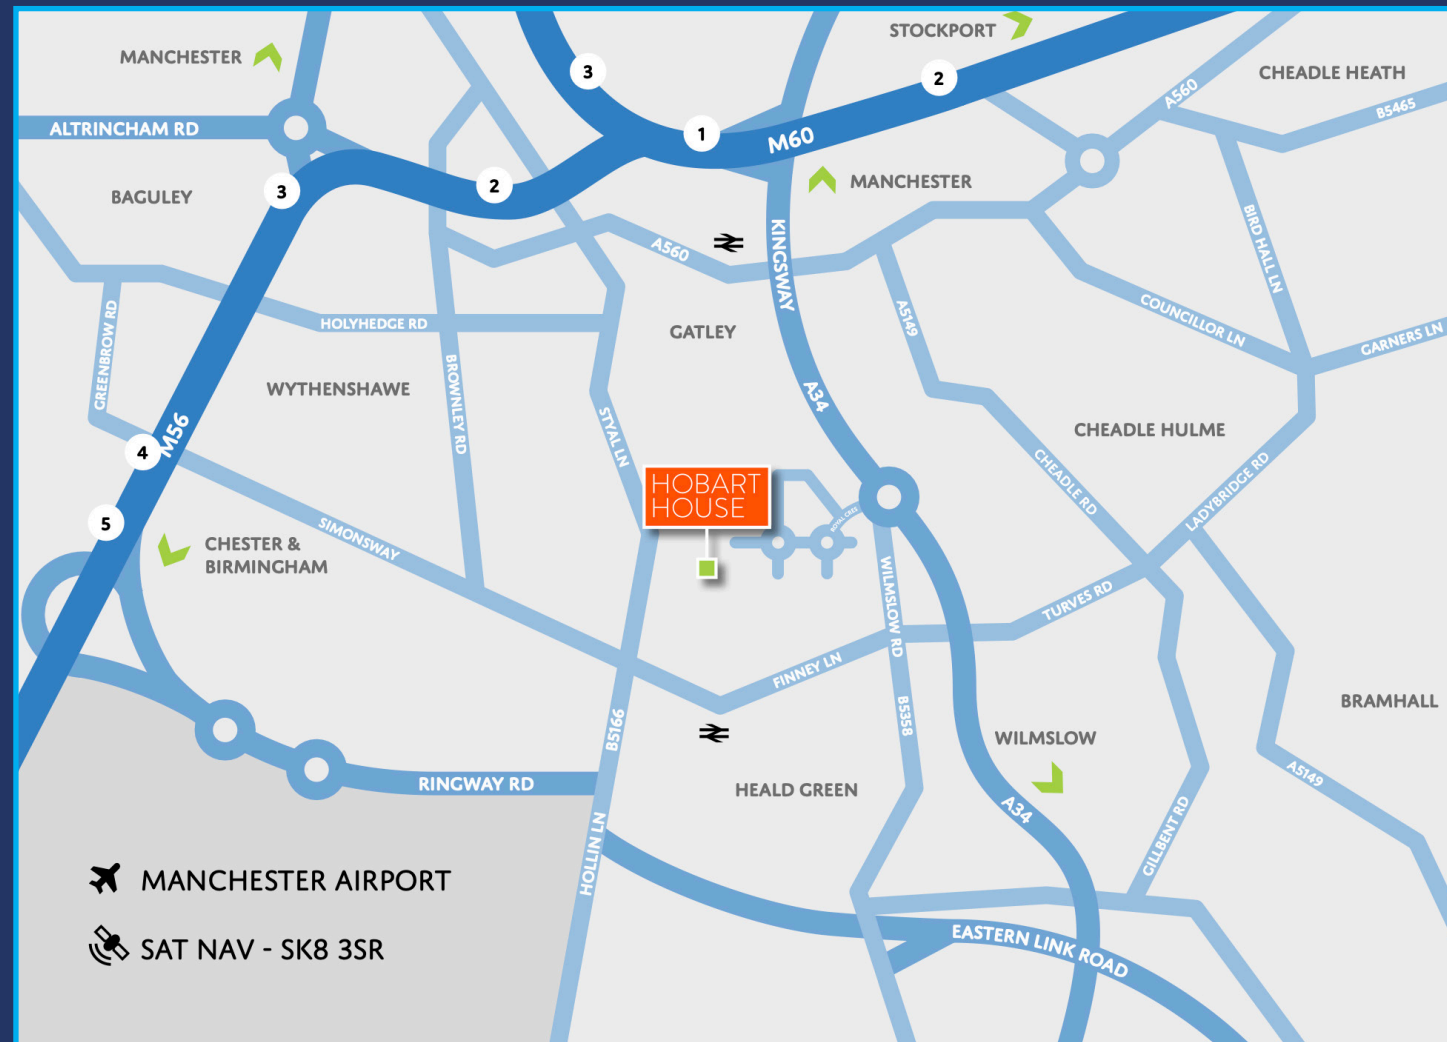 STOCKPORT
MANCHESTER
3
2
CHEADLE HEATH
A560
B5465
ALTRINCHAM RD
1
M60
BAGULEY
3
2
MANCHESTER
KINGSWAY
BIRD HALL LN
A560
GREENBROW RD
HOLYHEDGE RD
GATLEY
A5149
COUNCILLOR LN
GARNERS LN
WYTHENSHAWE
BROWNLEY RD
A34
STYAL LN
M56
4
CHEADLE HULME
CHEADLE RD
LADYBRIDGE RD
HOBART
HOUSE
5
ROYAL CRES
SIMONSWAY
CHESTER &
BIRMINGHAM
WILMSLOW RD
TURVES RD
FINNEY LN
B5166
B5358
BRAMHALL
WILMSLOW
RINGWAY RD
HEALD GREEN
A34
A5149
HOLLIN LN
GILLBENT RD
MANCHESTER AIRPORT
EASTERN LINK ROAD
SAT NAV - SK8 3SR